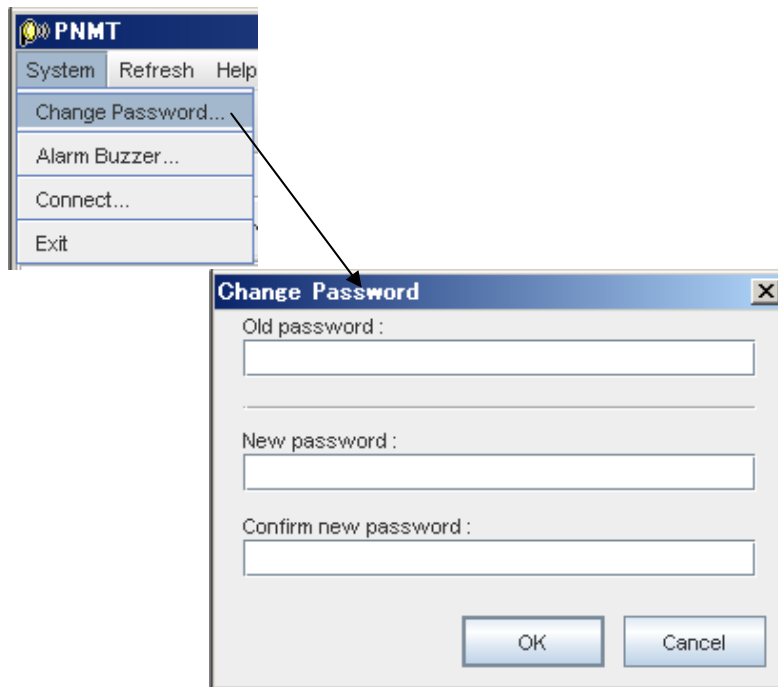 PNMT
System Refresh Help
Change Password...
Alarm Buzzer...
Connect...
Exit
Change Password
Old password :
New password :
Confirm new password :
OK Cancel